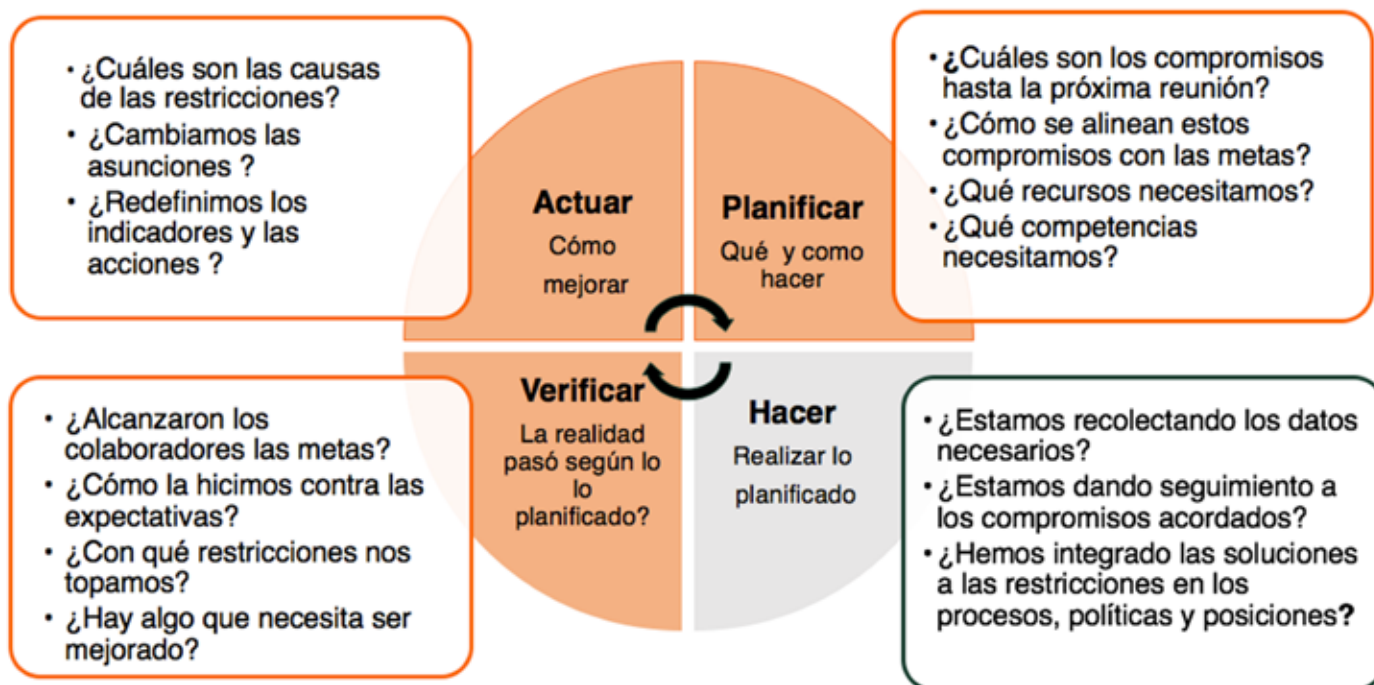 • ¿Cuáles son las causas
de las restricciones?
• ¿Cambiamos las
asunciones ?
• ¿Redefinimos los
indicadores y las
acciones ?
Actuar
Cómo
mejorar
Planificar
Qué y como
hacer
• ¿Cuáles son los compromisos
hasta la próxima reunión?
• ¿Cómo se alinean estos
compromisos con las metas?
• ¿Qué recursos necesitamos?
• ¿Qué competencias
necesitamos?
• ¿Alcanzaron los
colaboradores las metas?
• ¿Cómo la hicimos contra las
expectativas?
• ¿Con qué restricciones nos
topamos?
• ¿Hay algo que necesita ser
mejorado?
Verificar
La realidad
pasó según lo
lo
planificado?
Hacer
Realizar lo
planificado
• ¿Estamos recolectando los datos
necesarios?
• ¿Estamos dando seguimiento a
los compromisos acordados?
• ¿Hemos integrado las soluciones
a las restricciones en los
procesos, políticas y posiciones?